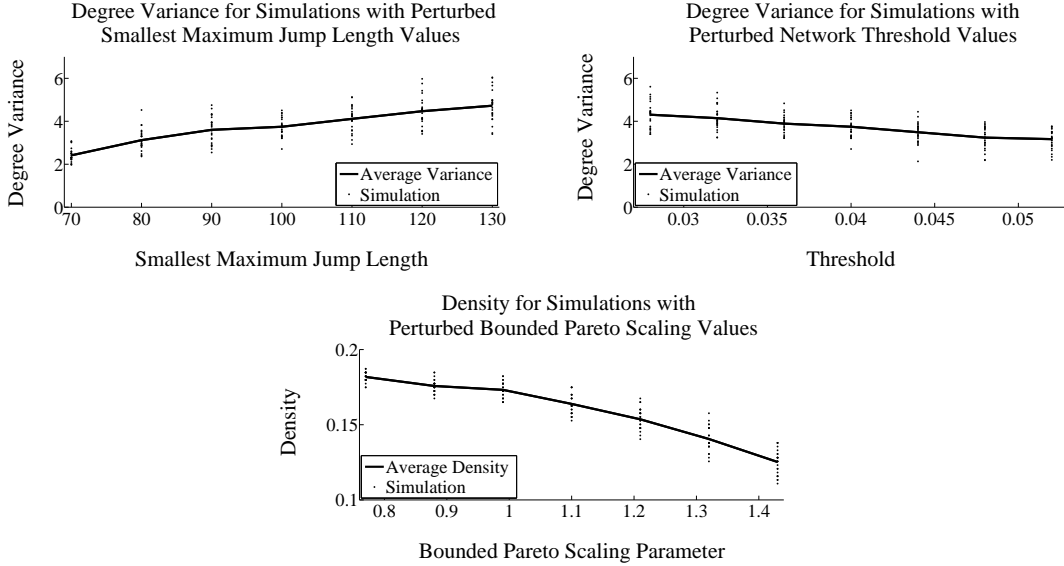 Degree Variance for Simulations with Perturbed
Smallest Maximum Jump Length Values
Degree Variance
6
4
2
0
Average Variance
Simulation
70 80 90 100 110 120 130
Smallest Maximum Jump Length
Degree Variance for Simulations with
Perturbed Network Threshold Values
Degree Variance
6
4
2
0
Average Variance
Simulation
0.03 0.035 0.04 0.045 0.05
Threshold
Density for Simulations with
Perturbed Bounded Pareto Scaling Values
Density
0.2
0.15
0.1
Average Density
Simulation
0.8 0.9 1 1.1 1.2 1.3 1.4
Bounded Pareto Scaling Parameter